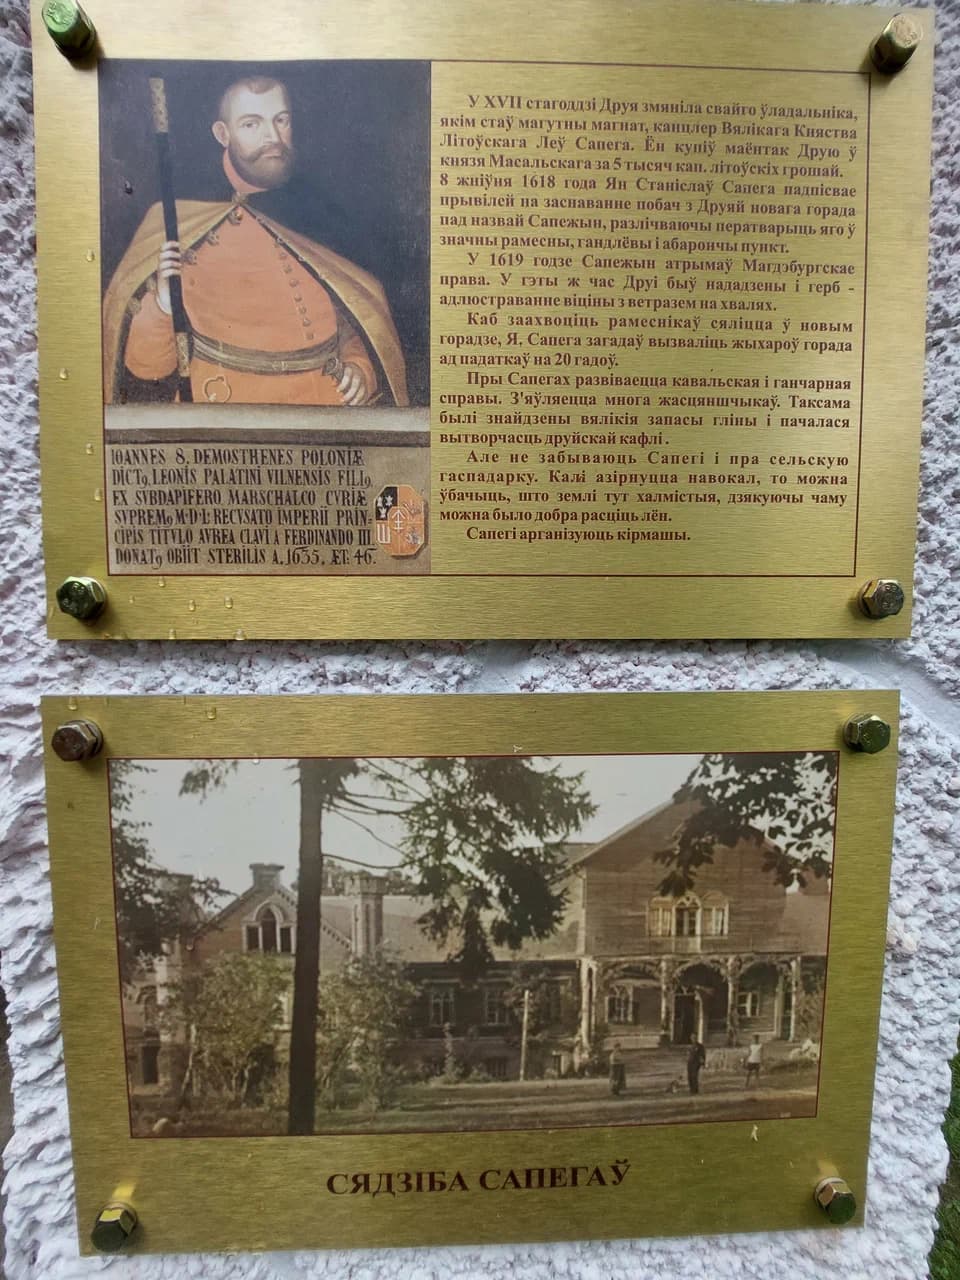 У XVII стагоддзі Друя змяніла свайго ўладальніка,
якім стаў магутны магнат, канцлер Вялікага Княства
Літоўскага Леў Сапега. Ён купіў маёнтак Друю ў
князя Масальскага за 5 тысяч кап. літоўскіх грошай.
8 жніўня 1618 года Ян Станіслаў Сапега падпісвае
прывілей на заснаванне побач з Друяй новага горада
пад назвай Сапежын, разлічваючы ператварыць яго ў
значны рамесны, гандлёвы і абарончы пункт.
У 1619 годзе Сапежын атрымаў Магдэбургскае
права. У гэты ж час Друі быў нададзены і герб -
адлюстраванне віціны з ветразем на хвалях.
Каб заахвоціць рамеснікаў сяліцца ў новым
горадзе, Я, Сапега загадаў вызваліць жыхароў горада
ад падаткаў на 20 гадоў.
Пры Сапегах развіваецца кавальская і ганчарная
справы. З'яўляецца многа жасцяншчыкаў. Таксама
былі знайдзены вялікія запасы гліны і пачалася
вытворчасць друйскай кафлі.
Але не забываюць Сапегі і пра сельскую
гаспадарку. Калі азірнуцца навокал, то можна
ўбачыць, што землі тут халмістыя, дзякуючы чаму
можна было добра расціць лён.
Сапегі арганізуюць кірмашы.
IOANNES 8, DEMOSTHENES POLONIÆ
DICT9, LEONIS PALATINI VILNENSIS FILI9,
EX SVBDAPIFERO MARSCHALCO CVRIÆ
SVPREM9 M·D·L· RECVSATO IMPERII PRIN=
CIPIS TITVLO AVREA CLAVI A FERDINANDO III.
DONAT9 OBIIT STERILIS A. 1635. ÆT: 46.
СЯДЗІБА САПЕГАЎ